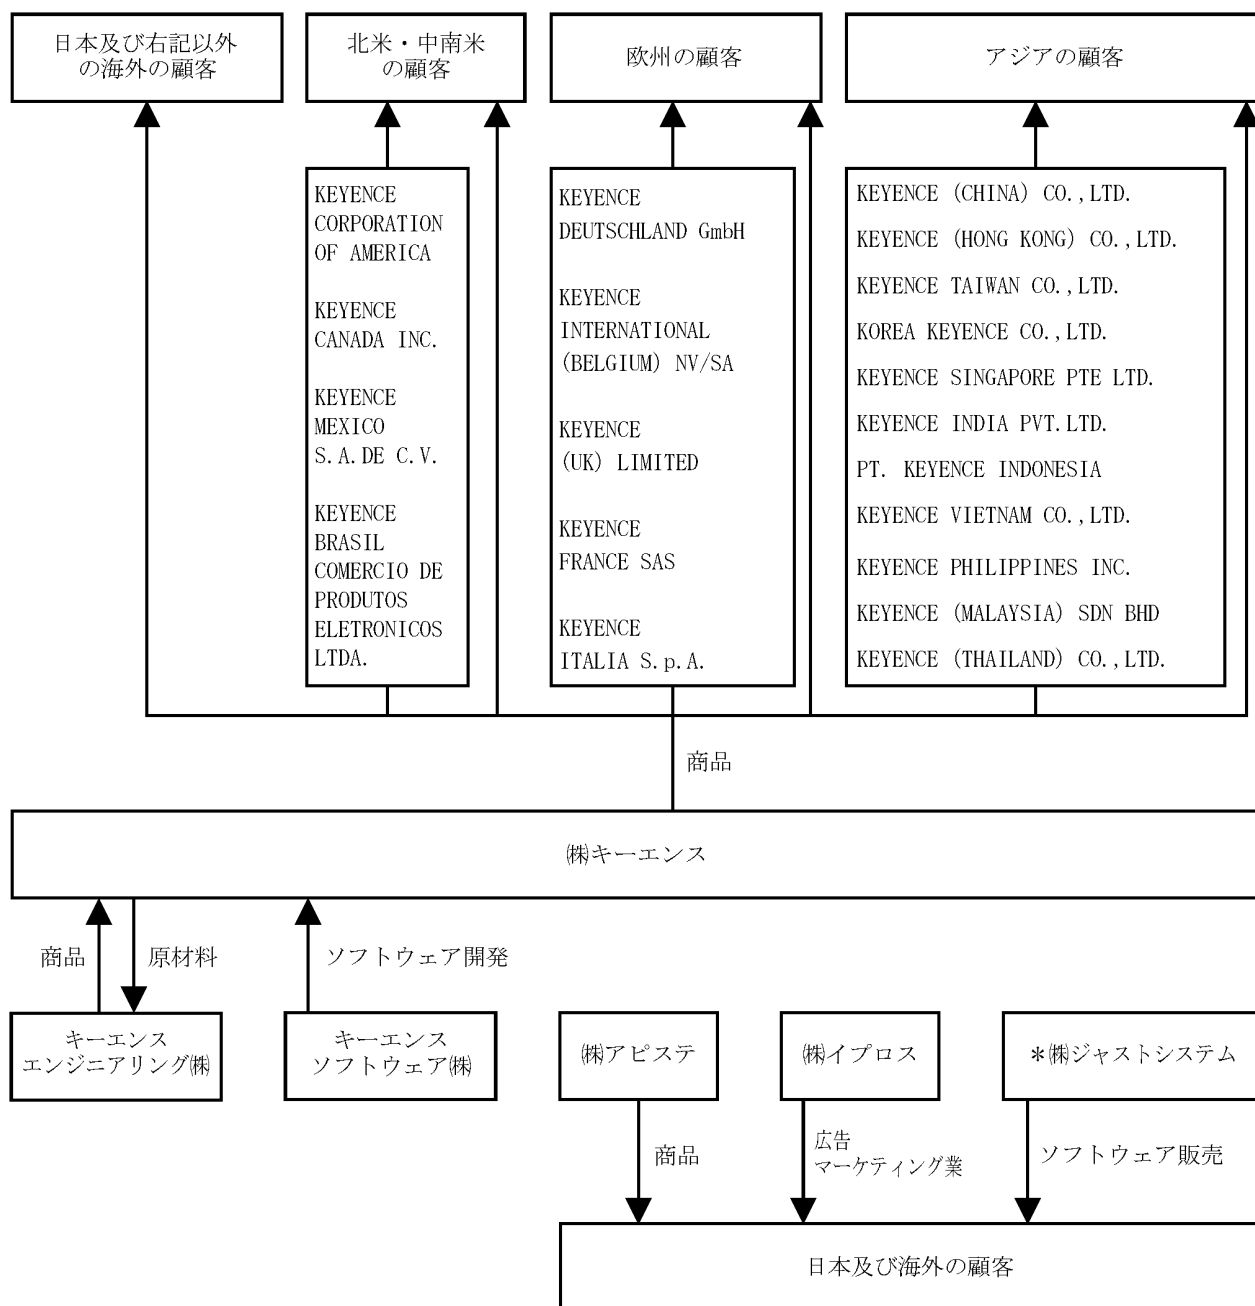 日本及び右記以外
の海外の顧客
北米・中南米
の顧客
欧州の顧客
アジアの顧客
KEYENCE
CORPORATION
OF AMERICA
KEYENCE
CANADA INC.
KEYENCE
MEXICO
S.A.DE C.V.
KEYENCE
BRASIL
COMERCIO DE
PRODUTOS
ELETRONICOS
LTDA.
KEYENCE
DEUTSCHLAND GmbH
KEYENCE
INTERNATIONAL
(BELGIUM) NV/SA
KEYENCE
(UK) LIMITED
KEYENCE
FRANCE SAS
KEYENCE
ITALIA S.p.A.
KEYENCE (CHINA) CO.,LTD.
KEYENCE (HONG KONG) CO.,LTD.
KEYENCE TAIWAN CO.,LTD.
KOREA KEYENCE CO.,LTD.
KEYENCE SINGAPORE PTE LTD.
KEYENCE INDIA PVT.LTD.
PT. KEYENCE INDONESIA
KEYENCE VIETNAM CO.,LTD.
KEYENCE PHILIPPINES INC.
KEYENCE (MALAYSIA) SDN BHD
KEYENCE (THAILAND) CO.,LTD.
商品
㈱キーエンス
商品
原材料
ソフトウェア開発
キーエンス
エンジニアリング㈱
キーエンス
ソフトウェア㈱
㈱アピステ
㈱イプロス
＊㈱ジャストシステム
商品
広告
マーケティング業
ソフトウェア販売
日本及び海外の顧客